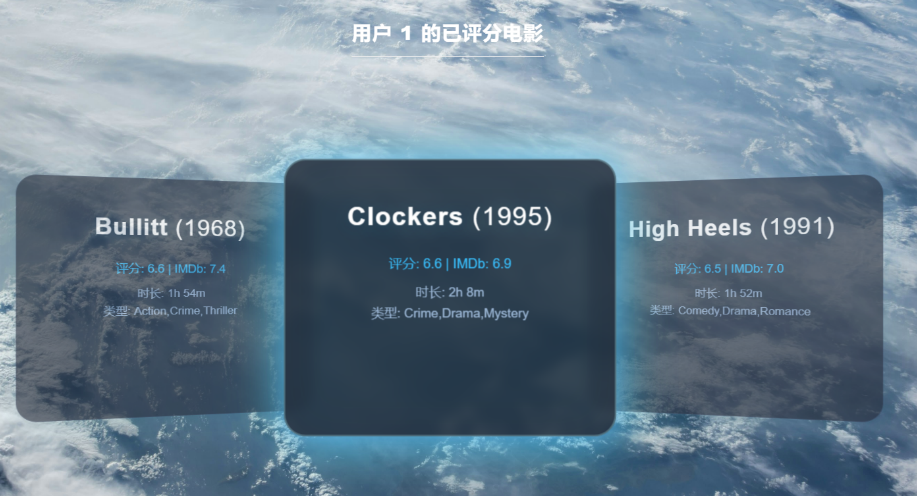 用户 1 的已评分电影
Bullitt (1968)
评分: 6.6 | IMDb: 7.4
时长: 1h 54m
类型: Action,Crime,Thriller
Clockers (1995)
评分: 6.6 | IMDb: 6.9
时长: 2h 8m
类型: Crime,Drama,Mystery
High Heels (1991)
评分: 6.5 | IMDb: 7.0
时长: 1h 52m
类型: Comedy,Drama,Romance